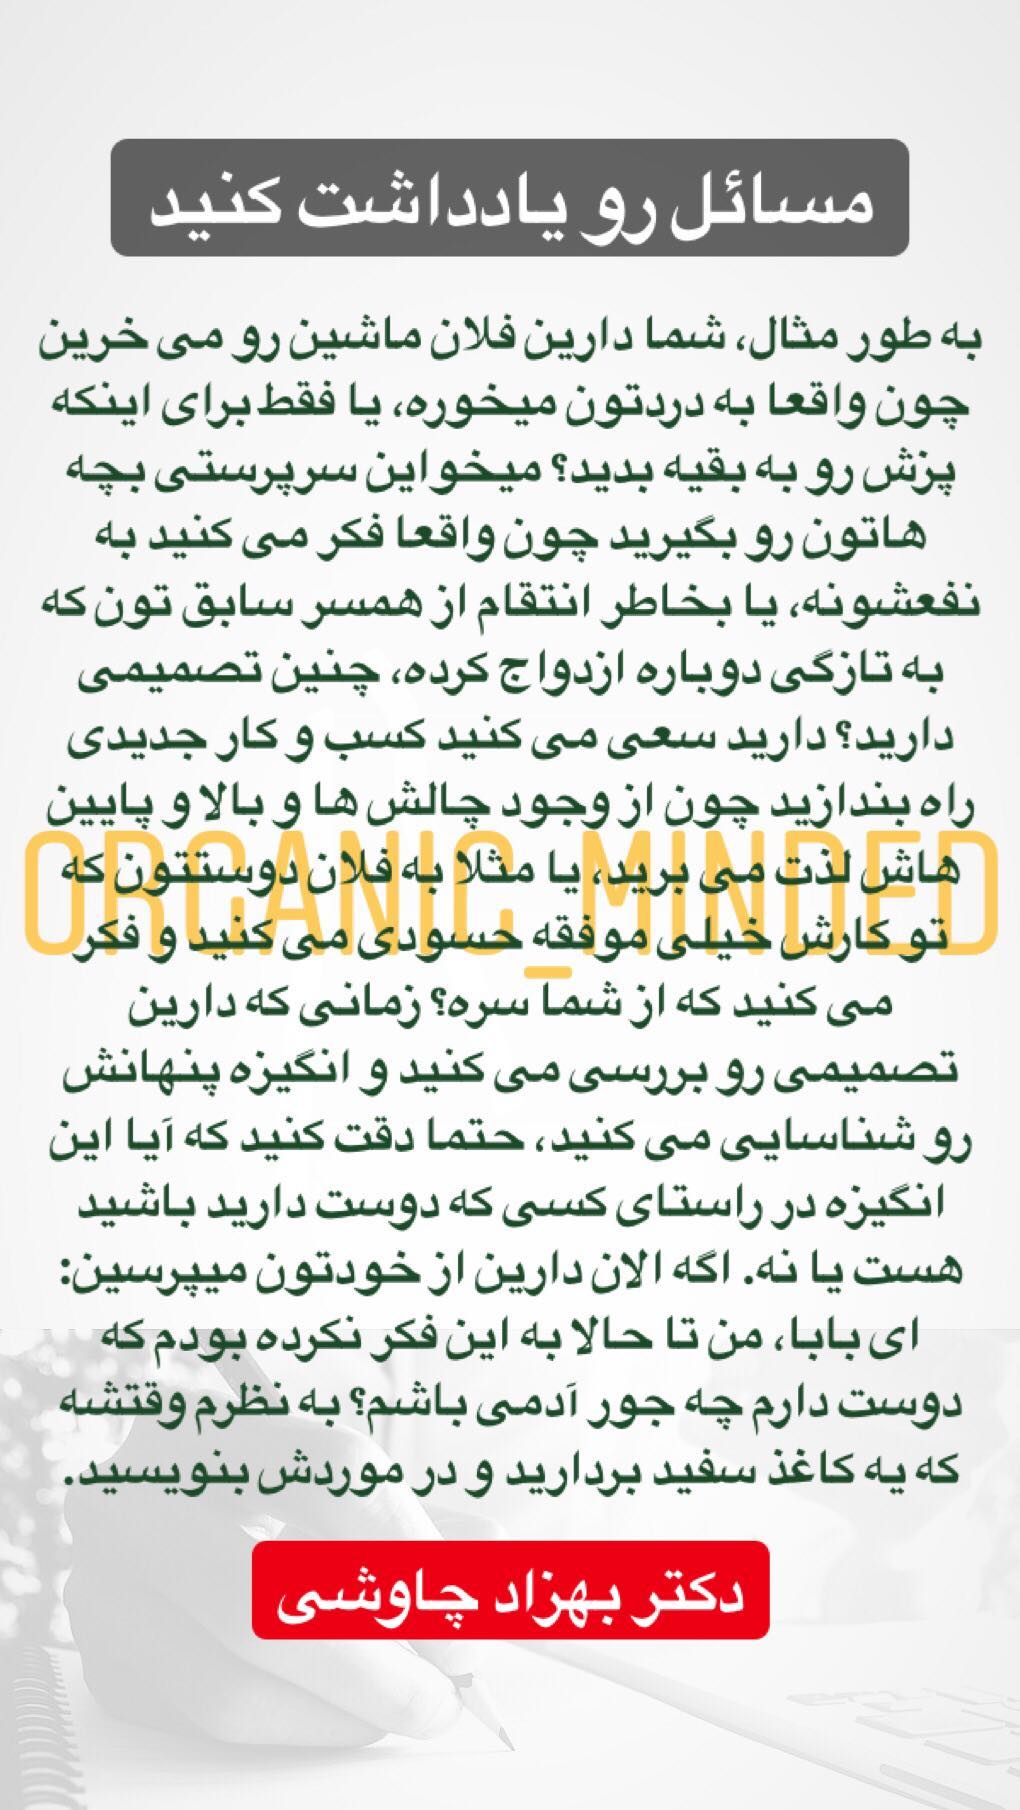 مسائل رو یادداشت کنید
به طور مثال، شما دارین فلان ماشین رو می خرین
چون واقعا به دردتون میخوره، یا فقط برای اینکه
پزش رو به بقیه بدید؟ میخواین سرپرستی بچه
هاتون رو بگیرید چون واقعا فکر می کنید به
نفعشونه، یا بخاطر انتقام از همسر سابق تون که
به تازگی دوباره ازدواج کرده، چنین تصمیمی
دارید؟ دارید سعی می کنید کسب و کار جدیدی
راه بندازید چون از وجود چالش ها و بالا و پایین
هاش لذت می برید، یا مثلا به فلان دوستتون که
تو کارش خیلی موفقه حسودی می کنید و فکر
ORGANIC_MINDED
می کنید که از شما سره؟ زمانی که دارین
تصمیمی رو بررسی می کنید و انگیزه پنهانش
رو شناسایی می کنید، حتما دقت کنید که آیا این
انگیزه در راستای کسی که دوست دارید باشید
هست یا نه. اگه الان دارین از خودتون میپرسین:
ای بابا، من تا حالا به این فکر نکرده بودم که
دوست دارم چه جور آدمی باشم؟ به نظرم وقتشه
که یه کاغذ سفید بردارید و در موردش بنویسید.
دکتر بهزاد چاوشی